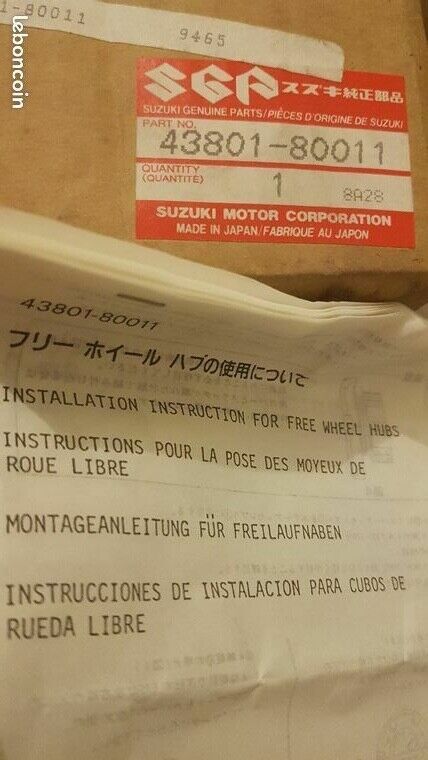 leboncoin
1-80011
9465
SGP スズキ純正部品
SUZUKI GENUINE PARTS/PIÈCES D'ORIGINE DE SUZUKI
PART NO.
43801-80011
QUANTITY
(QUANTITÉ)
1
8A28
SUZUKI MOTOR CORPORATION
MADE IN JAPAN/FABRIQUE AU JAPON
43801-80011
フリー ホイール ハブの使用について
INSTALLATION INSTRUCTION FOR FREE WHEEL HUBS
INSTRUCTIONS POUR LA POSE DES MOYEUX DE
ROUE LIBRE
MONTAGEANLEITUNG FÜR FREILAUFNABEN
INSTRUCCIONES DE INSTALACION PARA CUBOS DE
RUEDA LIBRE